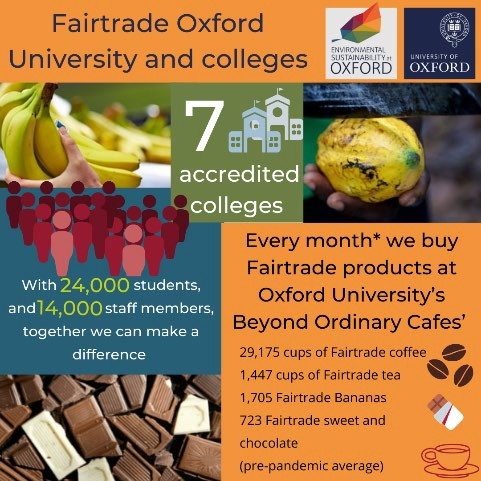 Fairtrade Oxford
University and colleges
ENVIRONMENTAL
SUSTAINABILITY at
OXFORD
UNIVERSITY OF
OXFORD
7
accredited
colleges
With 24,000 students,
and 14,000 staff members,
together we can make a
difference
Every month* we buy
Fairtrade products at
Oxford University's
Beyond Ordinary Cafes'
29,175 cups of Fairtrade coffee
1,447 cups of Fairtrade tea
1,705 Fairtrade Bananas
723 Fairtrade sweet and
chocolate
(pre-pandemic average)